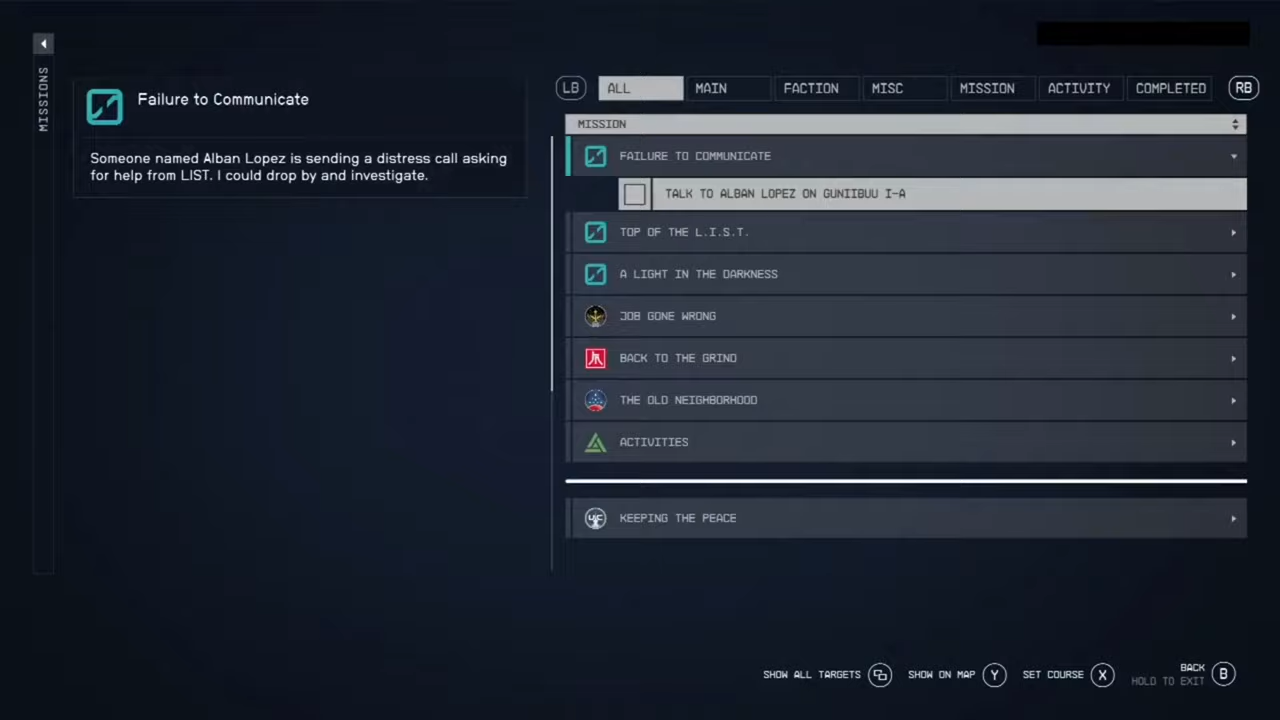 MISSIONS
Failure to Communicate
Someone named Alban Lopez is sending a distress call asking
for help from LIST. I could drop by and investigate.
LB
ALL
MAIN
FACTION
MISC
MISSION
ACTIVITY
COMPLETED
RB
MISSION
FAILURE TO COMMUNICATE
TALK TO ALBAN LOPEZ ON GUNIIBUU I-A
TOP OF THE L.I.S.T.
A LIGHT IN THE DARKNESS
JOB GONE WRONG
BACK TO THE GRIND
THE OLD NEIGHBORHOOD
ACTIVITIES
UC
KEEPING THE PEACE
SHOW ALL TARGETS
SHOW ON MAP Y
SET COURSE X
BACK B
HOLD TO EXIT